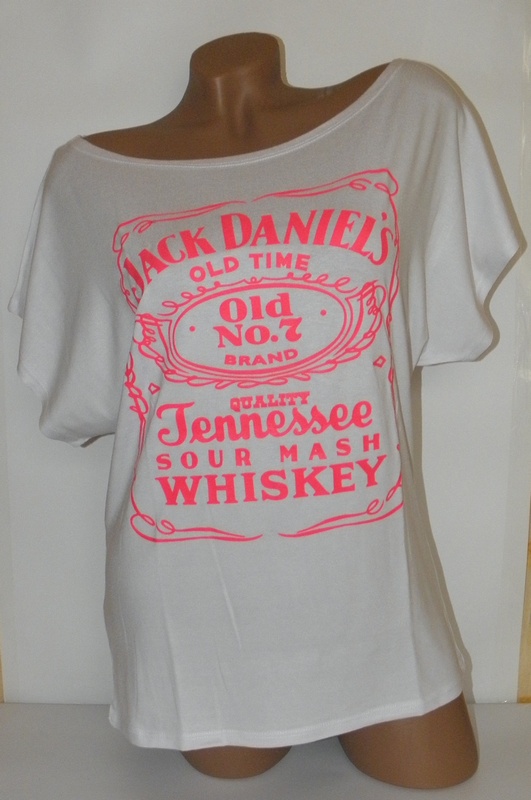 JACK DANIEL'S
OLD TIME
Old
No.7
BRAND
QUALITY
Tennessee
SOUR MASH
WHISKEY